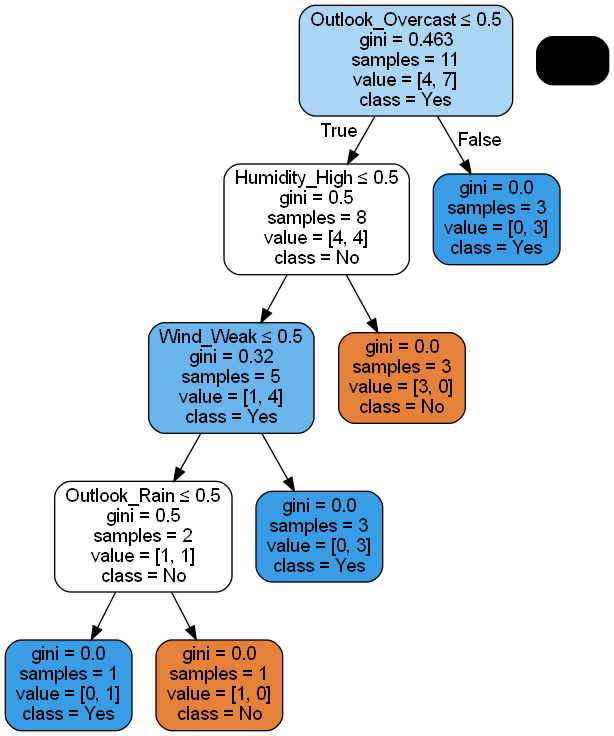 Outlook_Overcast ≤ 0.5
gini = 0.463
samples = 11
value = [4, 7]
class = Yes
True
False
Humidity_High ≤ 0.5
gini = 0.5
samples = 8
value = [4, 4]
class = No
gini = 0.0
samples = 3
value = [0, 3]
class = Yes
Wind_Weak ≤ 0.5
gini = 0.32
samples = 5
value = [1, 4]
class = Yes
gini = 0.0
samples = 3
value = [3, 0]
class = No
Outlook_Rain ≤ 0.5
gini = 0.5
samples = 2
value = [1, 1]
class = No
gini = 0.0
samples = 3
value = [0, 3]
class = Yes
gini = 0.0
samples = 1
value = [0, 1]
class = Yes
gini = 0.0
samples = 1
value = [1, 0]
class = No